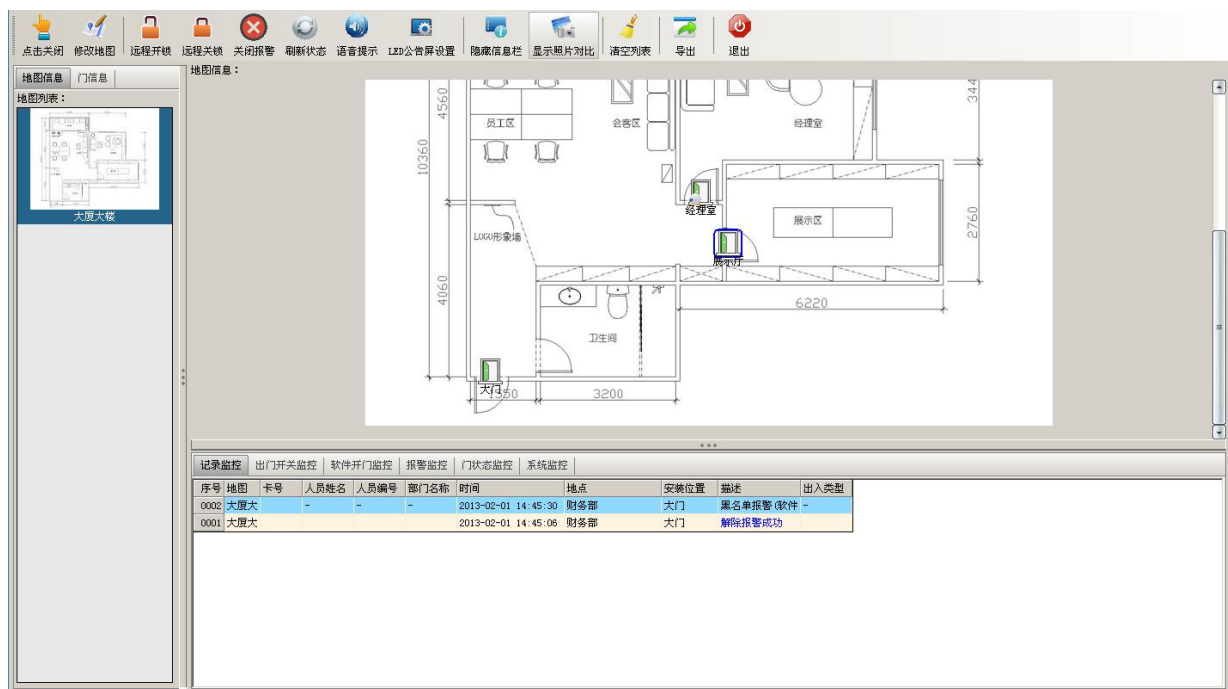 点击关闭 修改地图 远程开锁 远程关锁 关闭报警 刷新状态 语音提示 LED公告屏设置 隐藏信息栏 显示照片对比 清空列表 导出 退出
地图信息 门信息
地图信息：
地图列表：
大厦大楼
4560
344
员工区
会客区
经理室
10360
经理室
展示区
2760
LOGO形象墙
展示厅
4060
6220
卫生间
大门
1350
3200
记录监控 出门开关监控 软件开门监控 报警监控 门状态监控 系统监控
序号 地图 卡号 人员姓名 人员编号 部门名称 时间 地点 安装位置 描述 出入类型
0002 大厦大 - - - 2013-02-01 14:45:30 财务部 大门 黑名单报警(软件 -
0001 大厦大 2013-02-01 14:45:06 财务部 大门 解除报警成功